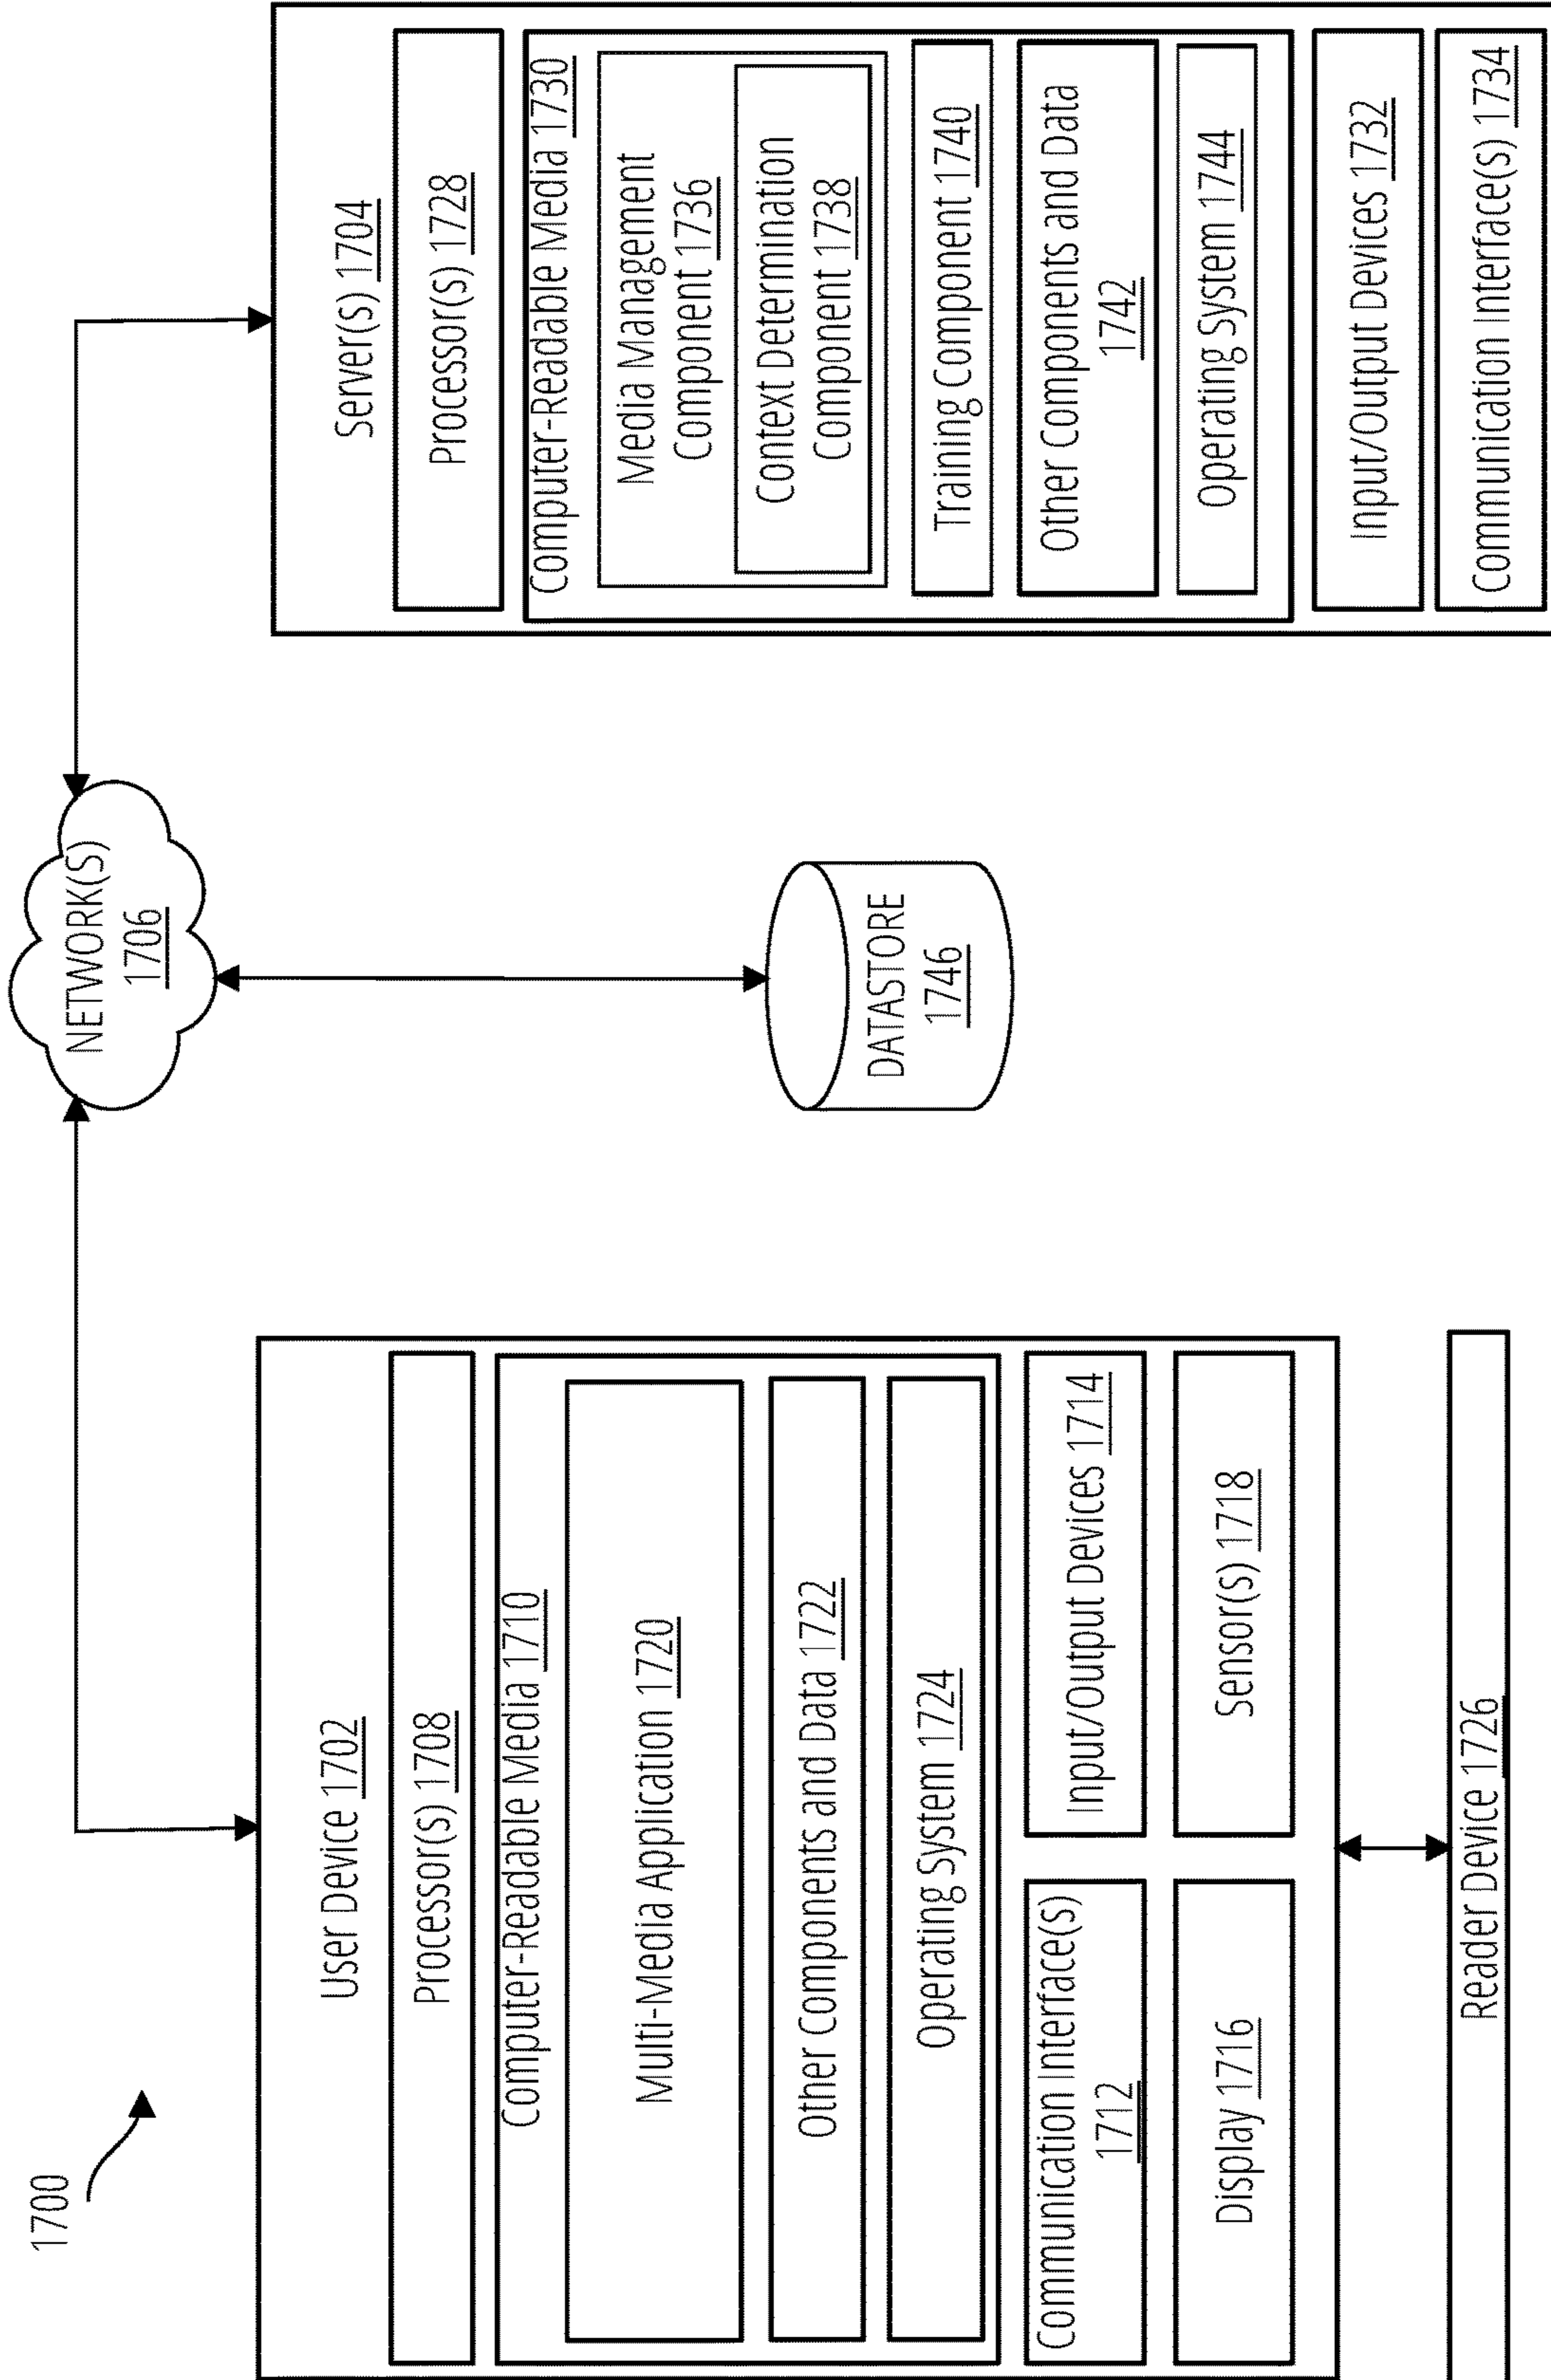 1700
NETWORK(S)
1706
User Device 1702
Processor(s) 1708
Computer-Readable Media 1710
Multi-Media Application 1720
Other Components and Data 1722
Operating System 1724
Communication Interface(s)
1712
Input/Output Devices 1714
Display 1716
Sensor(s) 1718
Reader Device 1726
DATASTORE
1746
Server(s) 1704
Processor(s) 1728
Computer-Readable Media 1730
Media Management
Component 1736
Context Determination
Component 1738
Training Component 1740
Other Components and Data
1742
Operating System 1744
Input/Output Devices 1732
Communication Interface(s) 1734